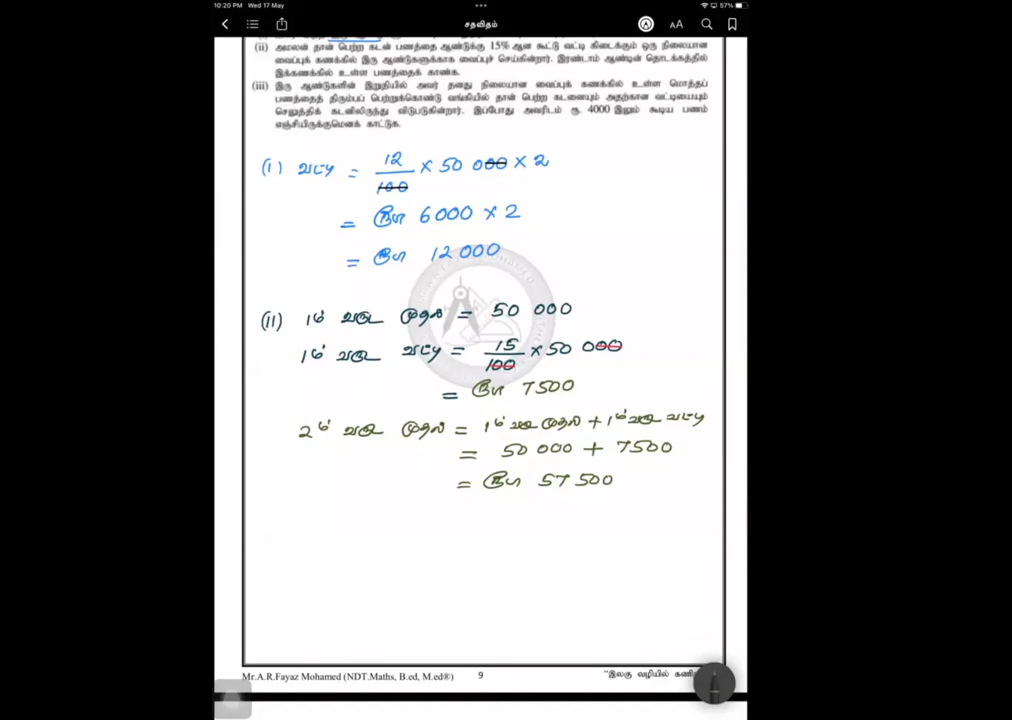 10:20 PM Wed 17 May
57%
சதவிதம்
AA
(ii) அமலன் தான் பெற்ற கடன் பணத்தை ஆண்டுக்கு 15% ஆன கூட்டு வட்டி கிடைக்கும் ஒரு நிலையான
வைப்புக் கணக்கில் இரு ஆண்டுகளுக்காக வைப்புச் செய்கின்றார். இரண்டாம் ஆண்டின் தொடக்கத்தில்
இக்கணக்கில் உள்ள பணத்தைக் காண்க.
(iii) இரு ஆண்டுகளின் இறுதியில் அவர் தனது நிலையான வைப்புக் கணக்கில் உள்ள மொத்தப்
பணத்தைத் திரும்பப் பெற்றுக்கொண்டு வங்கியில் தான் பெற்ற கடனையும் அதற்கான வட்டியையும்
செலுத்திக் கடனிலிருந்து விடுபடுகின்றார். இப்போது அவரிடம் ரூ. 4000 இலும் கூடிய பணம்
எஞ்சியிருக்குமெனக் காட்டுக.
(I) வட்டி = 12/100 × 50 000 × 2
= ரூபா 6000 × 2
= ரூபா 12 000
(II) 1ம் வருட முதல் = 50 000
1ம் வருட வட்டி = 15/100 × 50 000
= ரூபா 7500
2ம் வருட முதல் = 1ம் வருட முதல் + 1ம் வருட வட்டி
= 50 000 + 7500
= ரூபா 57 500
Mr.A.R.Fayaz Mohamed (NDT.Maths, B.ed, M.ed®) 9 "இலகு வழியில்